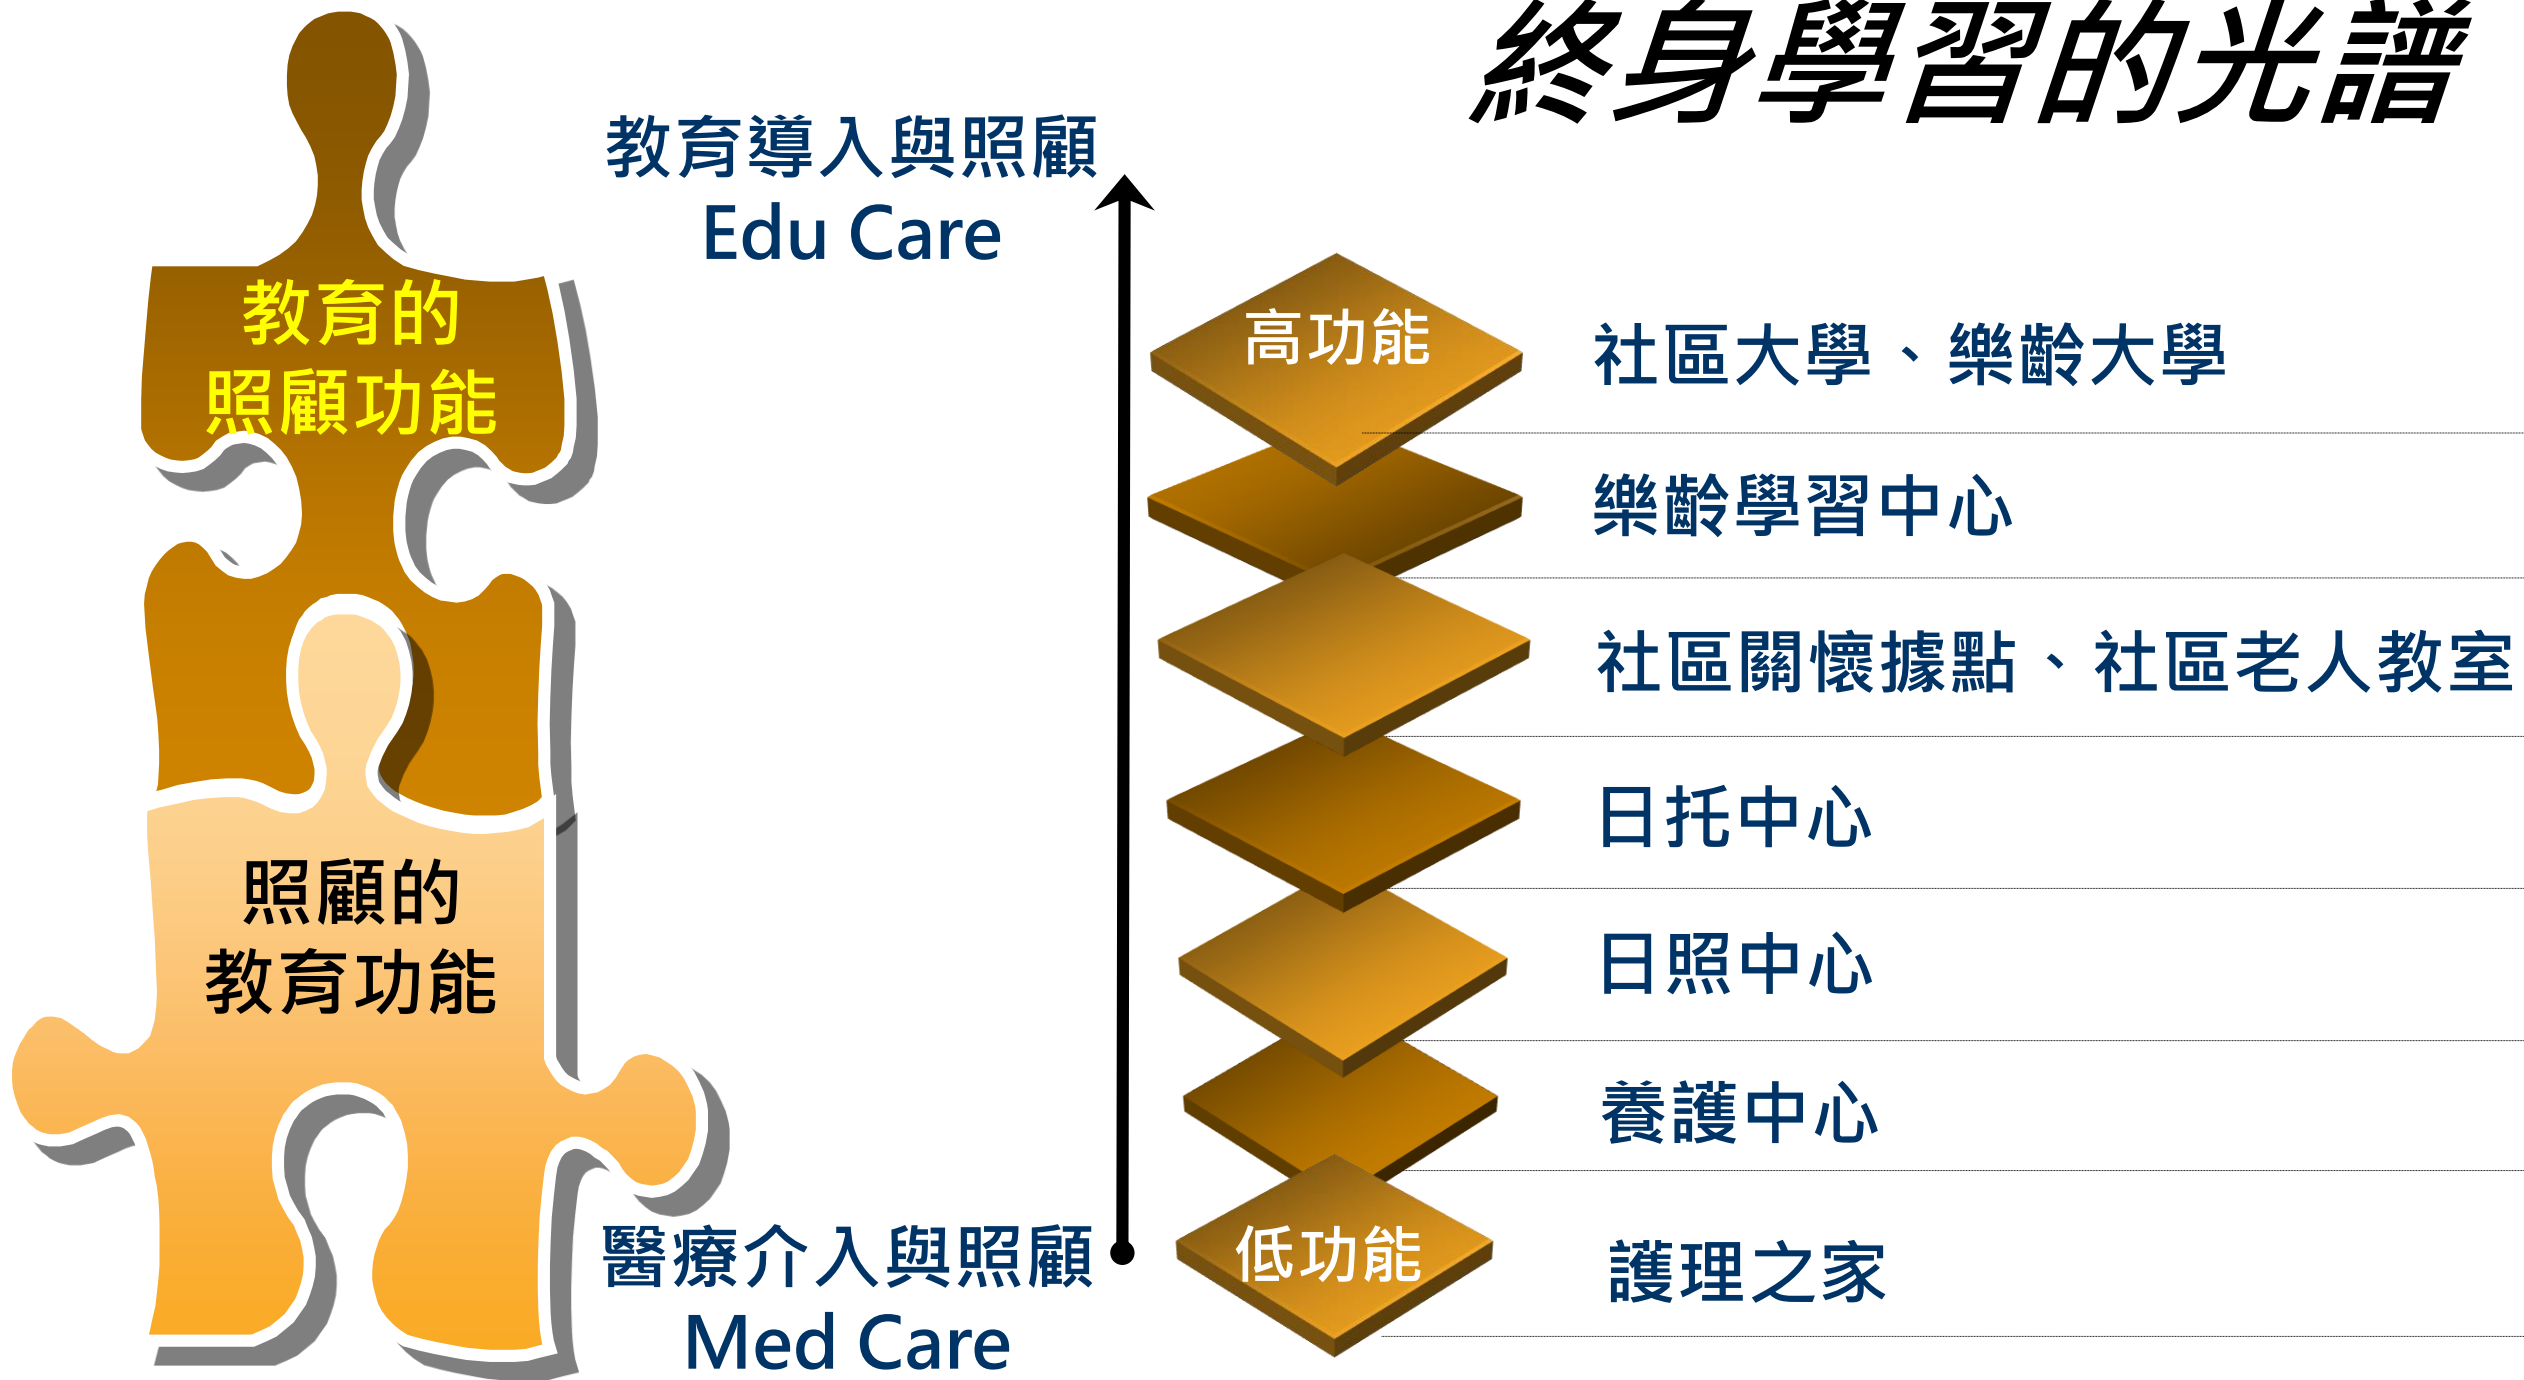 終身學習的光譜
教育導入與照顧
Edu Care
教育的
照顧功能
照顧的
教育功能
醫療介入與照顧
Med Care
高功能
社區大學、樂齡大學
樂齡學習中心
社區關懷據點、社區老人教室
日托中心
日照中心
養護中心
低功能
護理之家